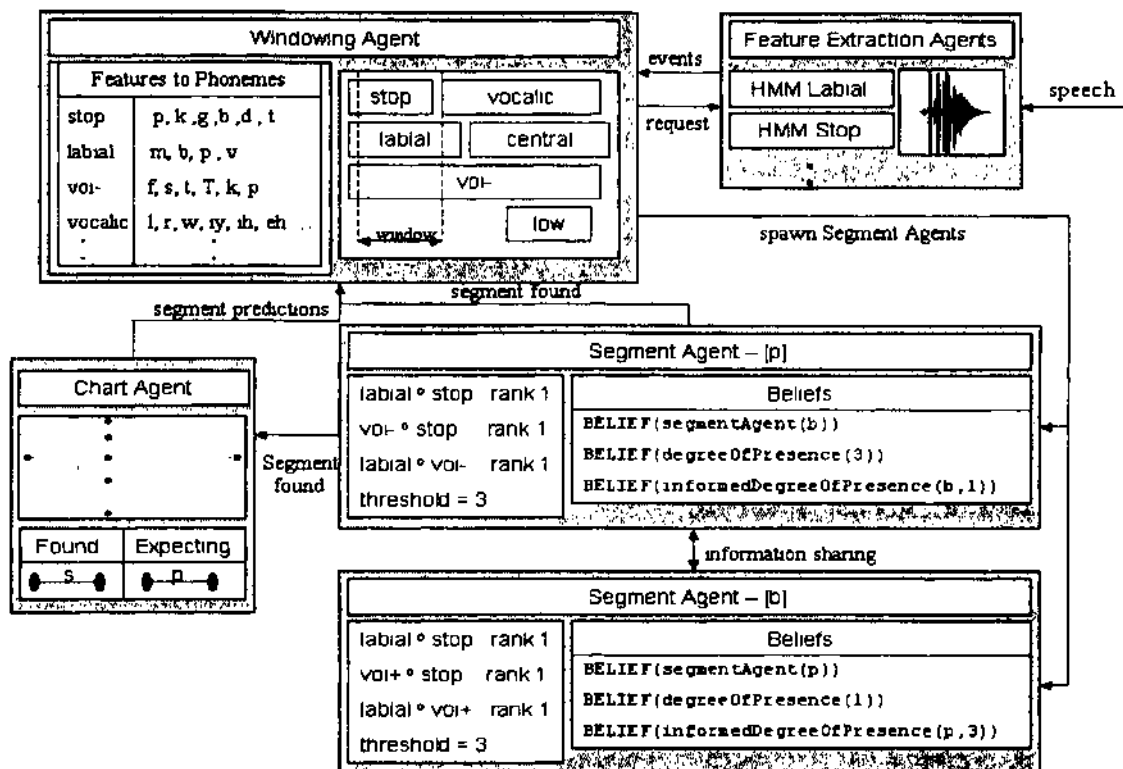 Windowing Agent
Features to Phonemes
stop p, k ,g ,b ,d , t
labial m, b, p , v
voi- f, s, t, T, k, p
vocalic l, r, w, iy, ih, eh ...
stop vocalic
labial central
voi-
low
window
Feature Extraction Agents
HMM Labial
HMM Stop
events
request
speech
spawn Segment Agents
segment predictions
segment found
Chart Agent
Found Expecting
s p
Segment
found
Segment Agent – [p]
labial ° stop rank 1
voi- ° stop rank 1
labial ° voi- rank 1
threshold = 3
Beliefs
BELIEF(segmentAgent(b))
BELIEF(degreeOfPresence(3))
BELIEF(informedDegreeOfPresence(b,1))
information sharing
Segment Agent – [b]
labial ° stop rank 1
voi+ ° stop rank 1
labial ° voi+ rank 1
threshold = 3
Beliefs
BELIEF(segmentAgent(p))
BELIEF(degreeOfPresence(1))
BELIEF(informedDegreeOfPresence(p,3))